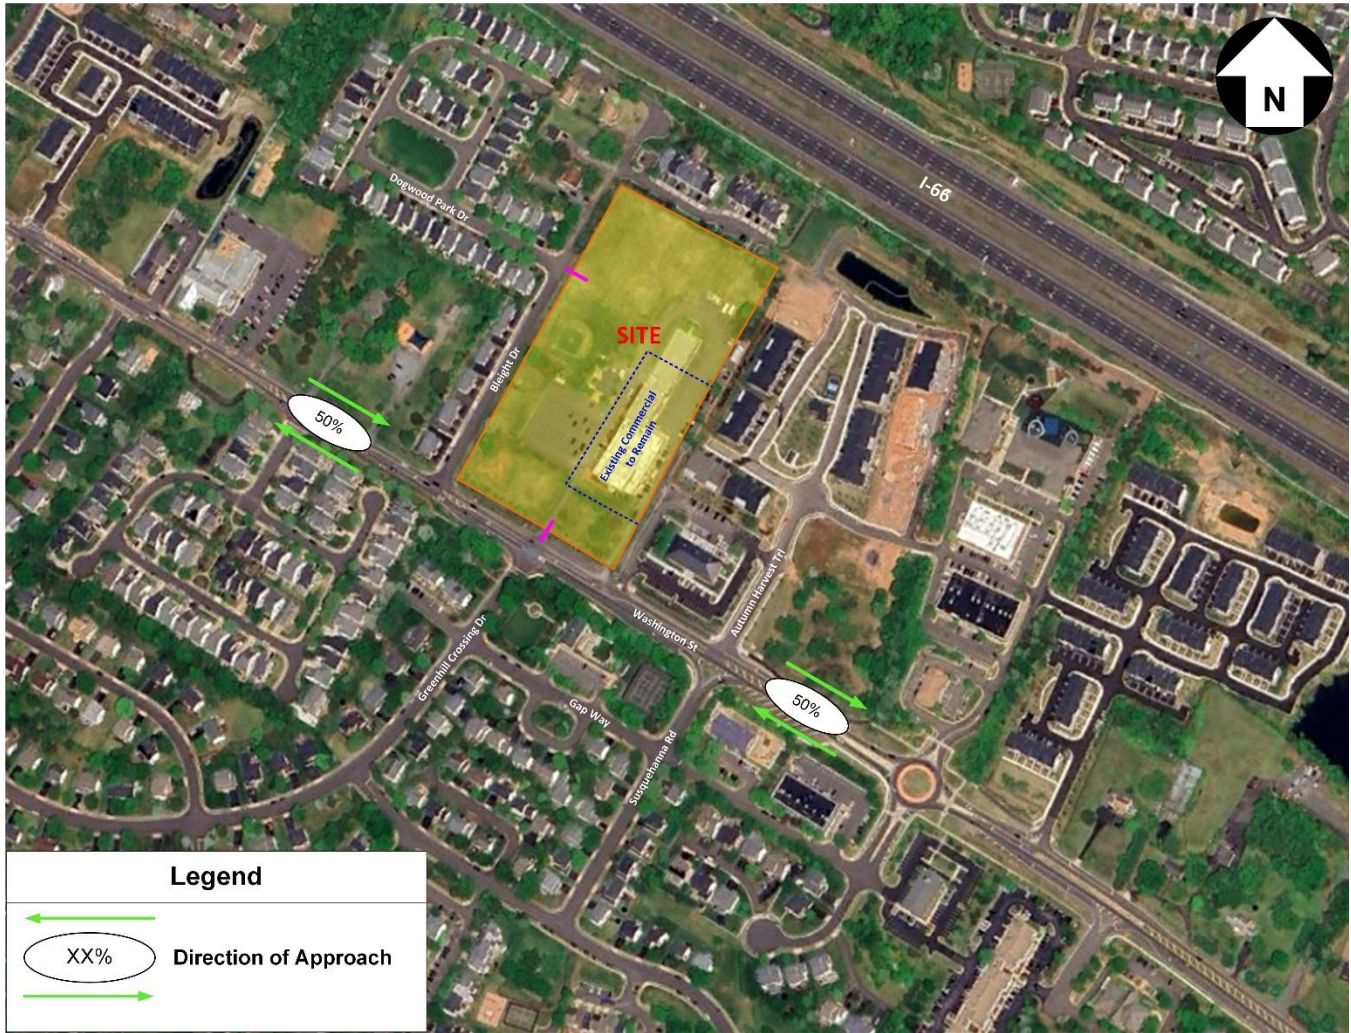 N
I-66
Dogwood Park Dr
SITE
Bleight Dr
Existing Commercial
to Remain
50%
Autumn Harvest Trl
Washington St
Greenhill Crossing Dr
50%
Gap Way
Susquehanna Rd
Legend
XX%
Direction of Approach